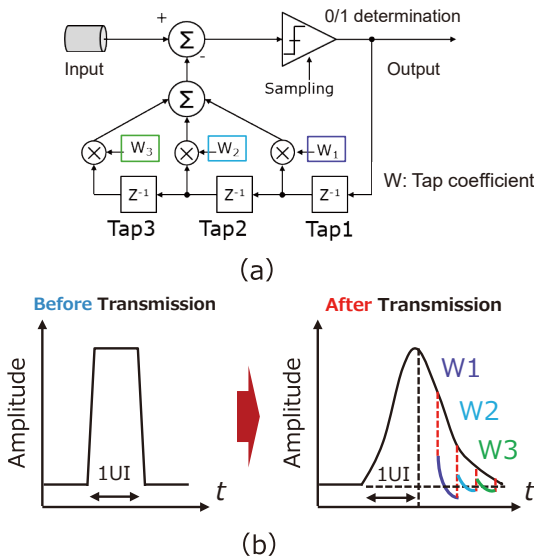 0/1 determination
+
Σ
-
Input
Output
Sampling
Σ
W₃
W₂
W₁
W: Tap coefficient
Z⁻¹
Z⁻¹
Z⁻¹
Tap3
Tap2
Tap1
(a)
Before Transmission
After Transmission
Amplitude
1UI
t
Amplitude
W1
W2
W3
1UI
t
(b)